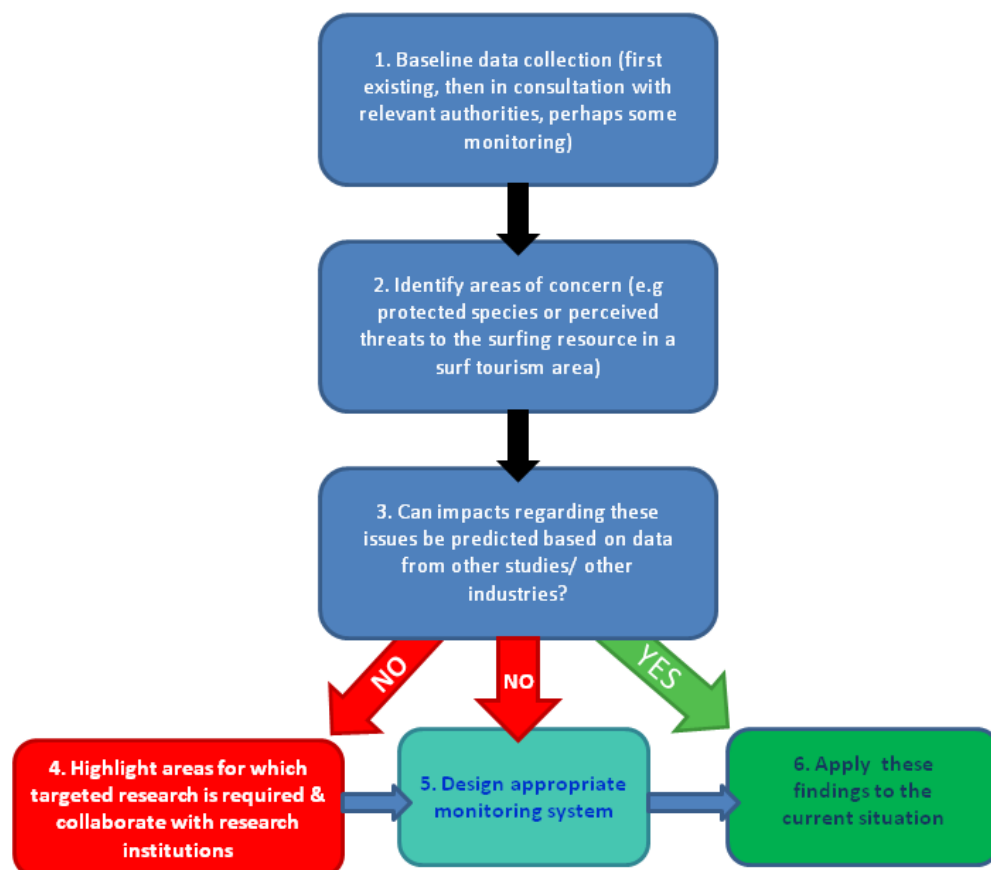 1. Baseline data collection (first
existing, then in consultation with
relevant authorities, perhaps some
monitoring)
2. Identify areas of concern (e.g
protected species or perceived
threats to the surfing resource in a
surf tourism area)
3. Can impacts regarding these
issues be predicted based on data
from other studies/ other
industries?
NO
NO
YES
4. Highlight areas for which
targeted research is required &
collaborate with research
institutions
5. Design appropriate
monitoring system
6. Apply these
findings to the
current situation